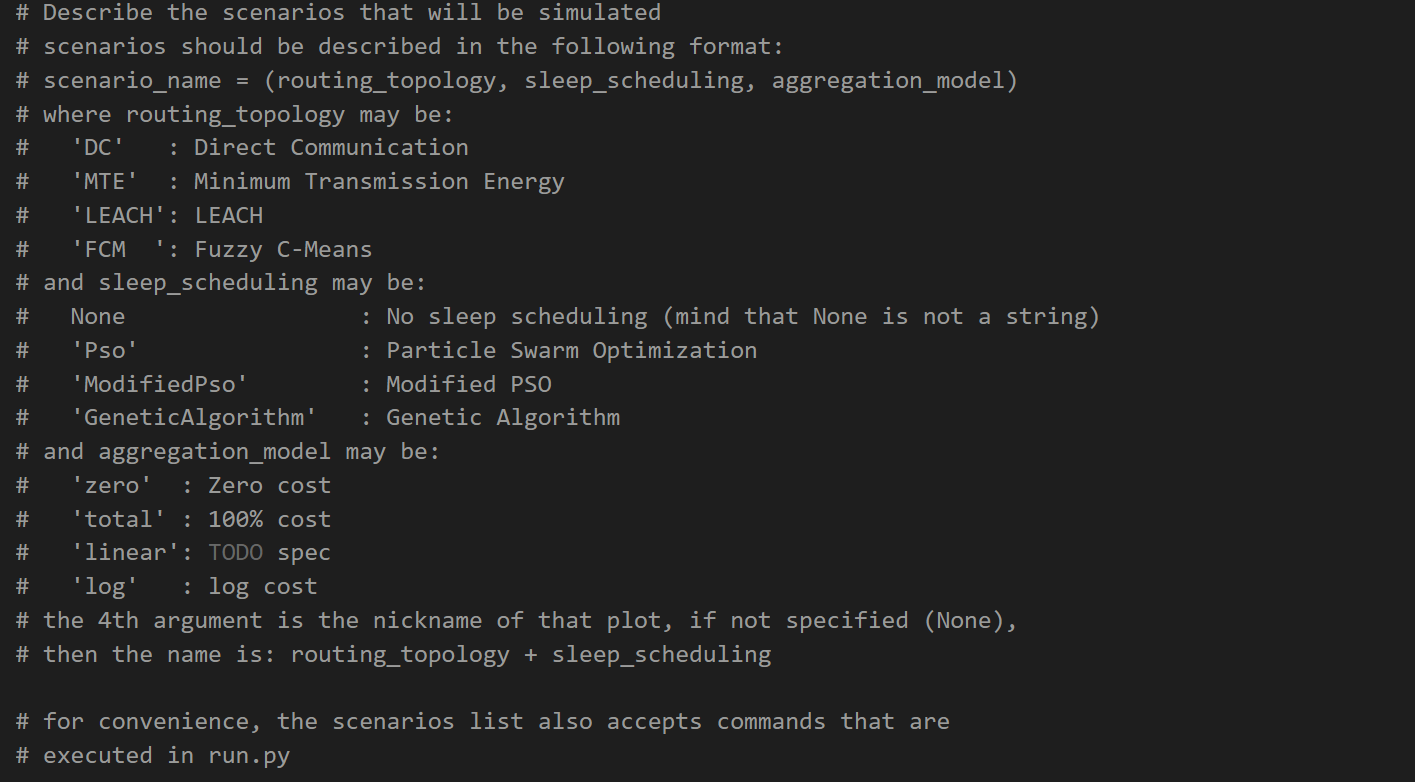 # Describe the scenarios that will be simulated
# scenarios should be described in the following format:
# scenario_name = (routing_topology, sleep_scheduling, aggregation_model)
# where routing_topology may be:
#   'DC'   : Direct Communication
#   'MTE'  : Minimum Transmission Energy
#   'LEACH': LEACH
#   'FCM  ': Fuzzy C-Means
# and sleep_scheduling may be:
#   None                 : No sleep scheduling (mind that None is not a string)
#   'Pso'                : Particle Swarm Optimization
#   'ModifiedPso'        : Modified PSO
#   'GeneticAlgorithm'   : Genetic Algorithm
# and aggregation_model may be:
#   'zero'  : Zero cost
#   'total' : 100% cost
#   'linear': TODO spec
#   'log'   : log cost
# the 4th argument is the nickname of that plot, if not specified (None),
# then the name is: routing_topology + sleep_scheduling

# for convenience, the scenarios list also accepts commands that are
# executed in run.py